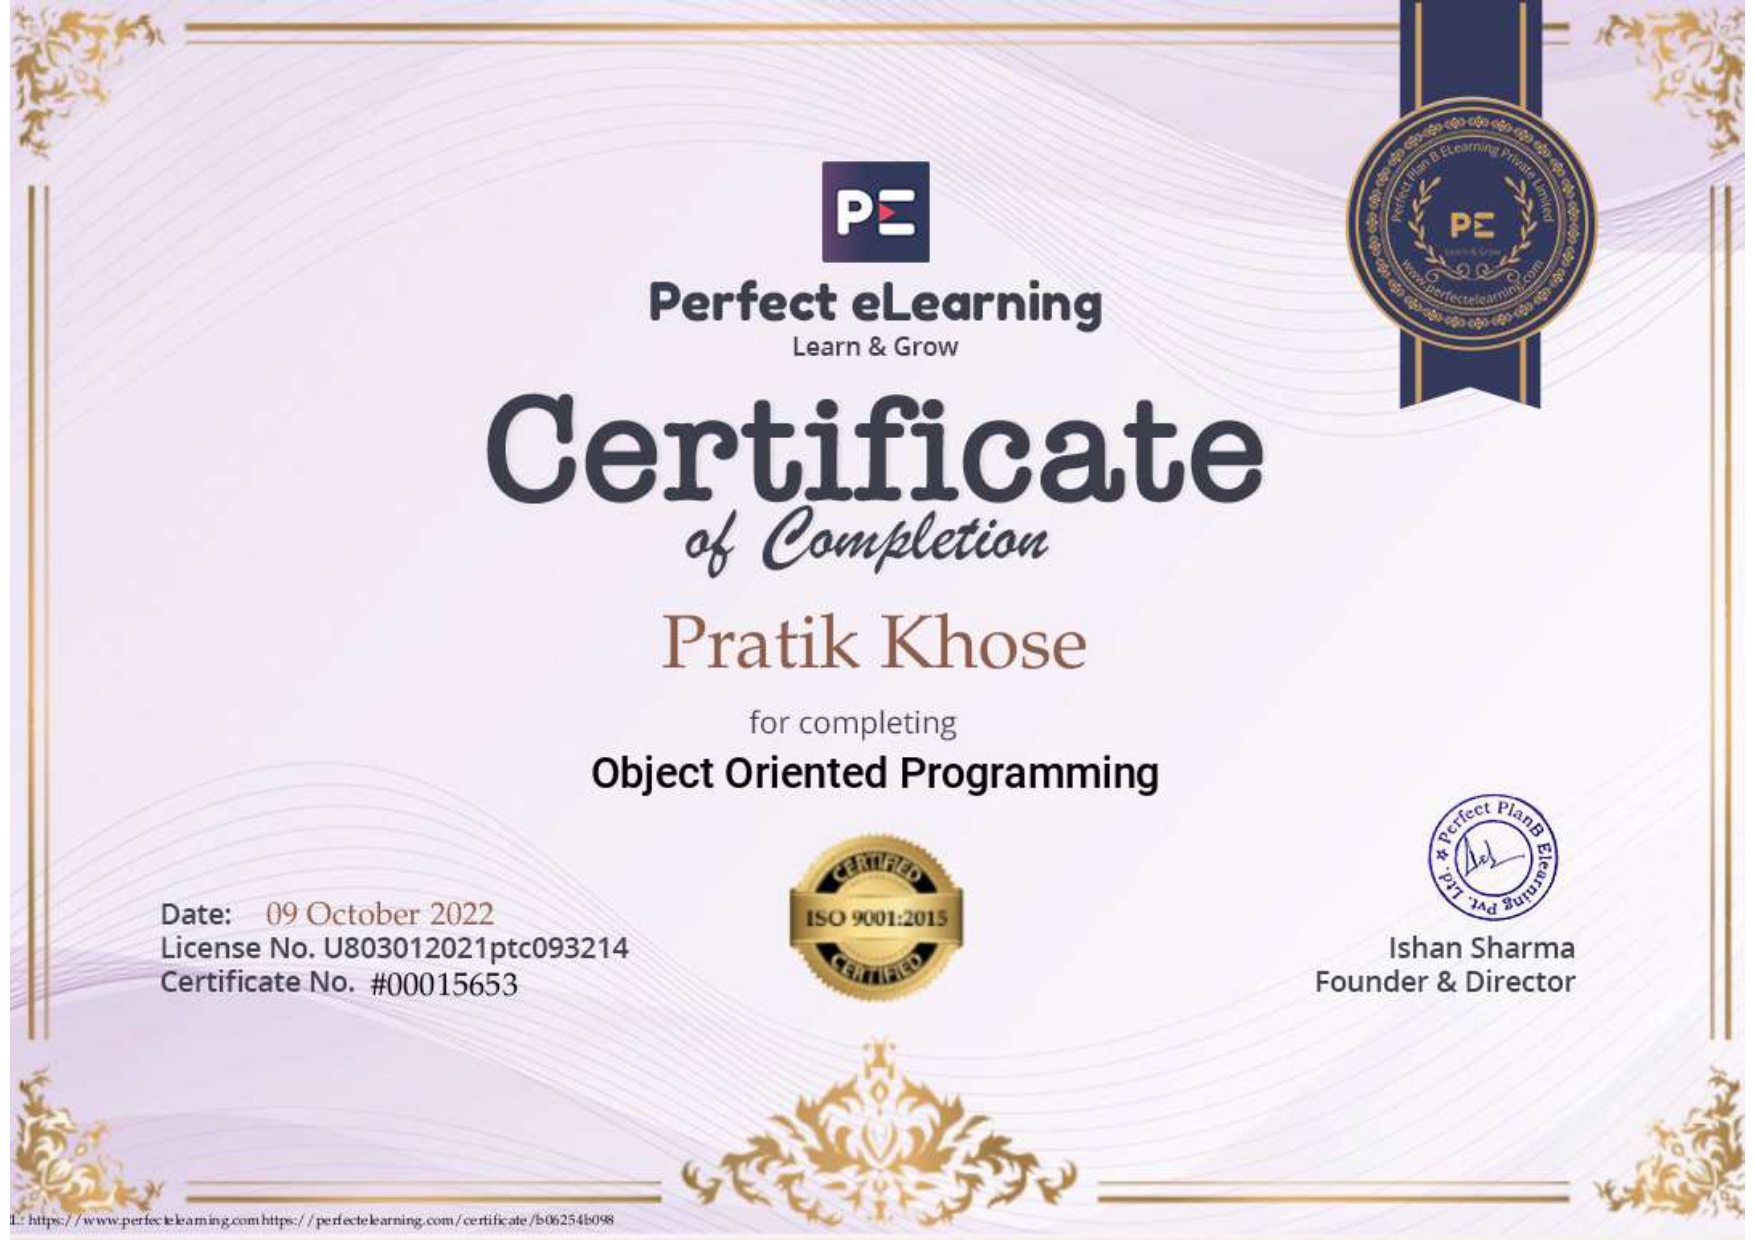 PE
Perfect eLearning
Learn & Grow
Perfect Plan B ELearning Private Limited
PE
Learn & Grow
www.perfectelearning.com
Certificate
of Completion
Pratik Khose
for completing
Object Oriented Programming
Date: 09 October 2022
License No. U803012021ptc093214
Certificate No. #00015653
CERTIFIED
ISO 9001:2015
CERTIFIED
Perfect PlanB Elearning Pvt. Ltd.
Ishan Sharma
Founder & Director
L: https://www.perfectelearning.comhttps://perfectelearning.com/certificate/b06254b098